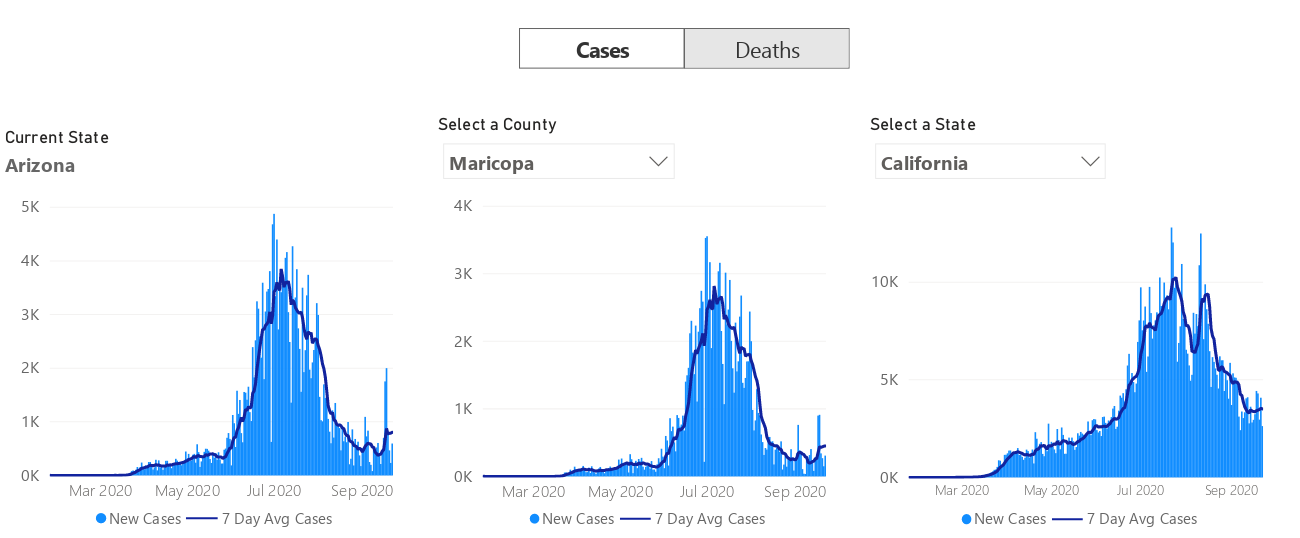 Cases Deaths
Current State
Arizona
5K
4K
3K
2K
1K
0K
Mar 2020 May 2020 Jul 2020 Sep 2020
New Cases 7 Day Avg Cases
Select a County
Maricopa
4K
3K
2K
1K
0K
Mar 2020 May 2020 Jul 2020 Sep 2020
New Cases 7 Day Avg Cases
Select a State
California
10K
5K
0K
Mar 2020 May 2020 Jul 2020 Sep 2020
New Cases 7 Day Avg Cases